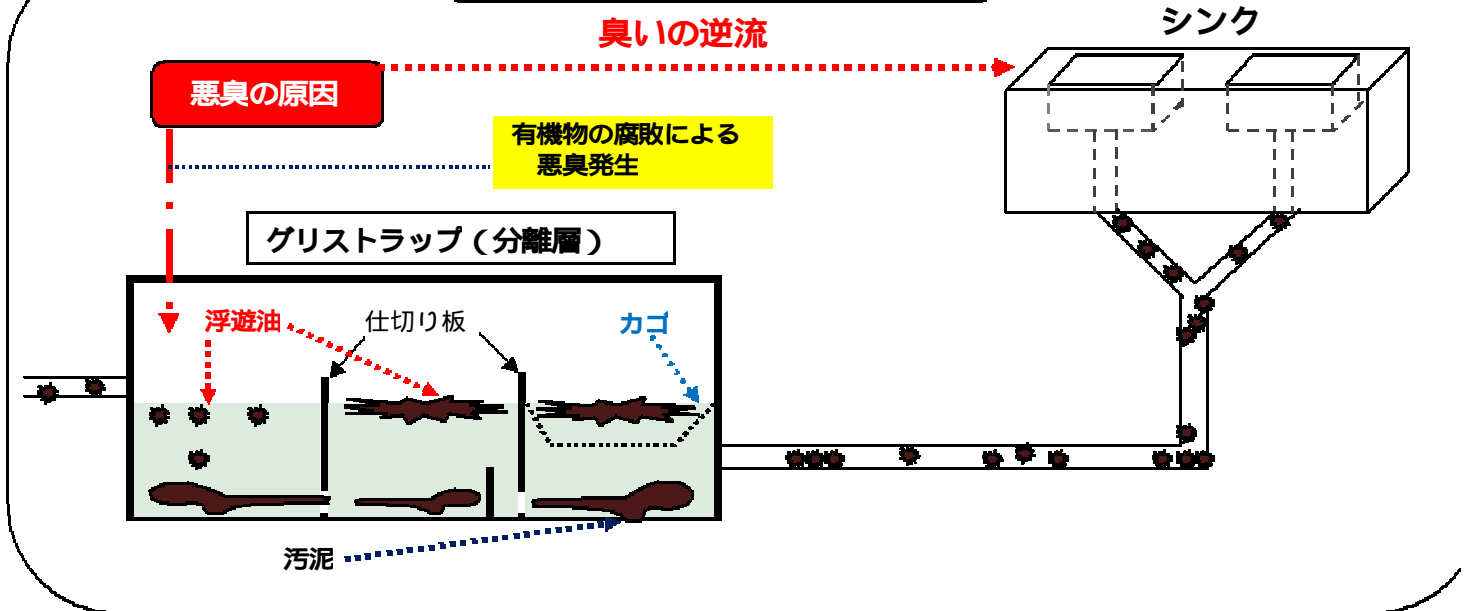 臭いの逆流
シンク
悪臭の原因
有機物の腐敗による
悪臭発生
グリストラップ（分離層）
浮遊油
仕切り板
カゴ
汚泥